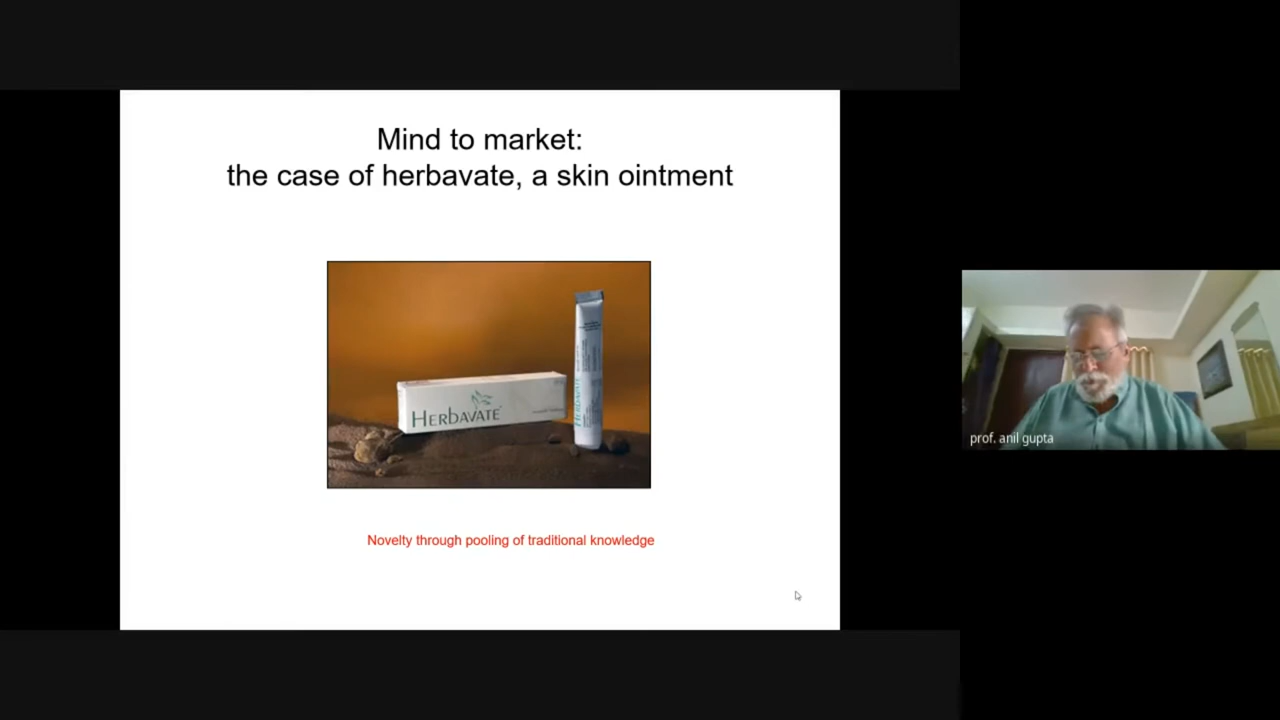 Mind to market:
the case of herbavate, a skin ointment
HERBAVATE
HERBAVATE
Novelty through pooling of traditional knowledge
prof. anil gupta